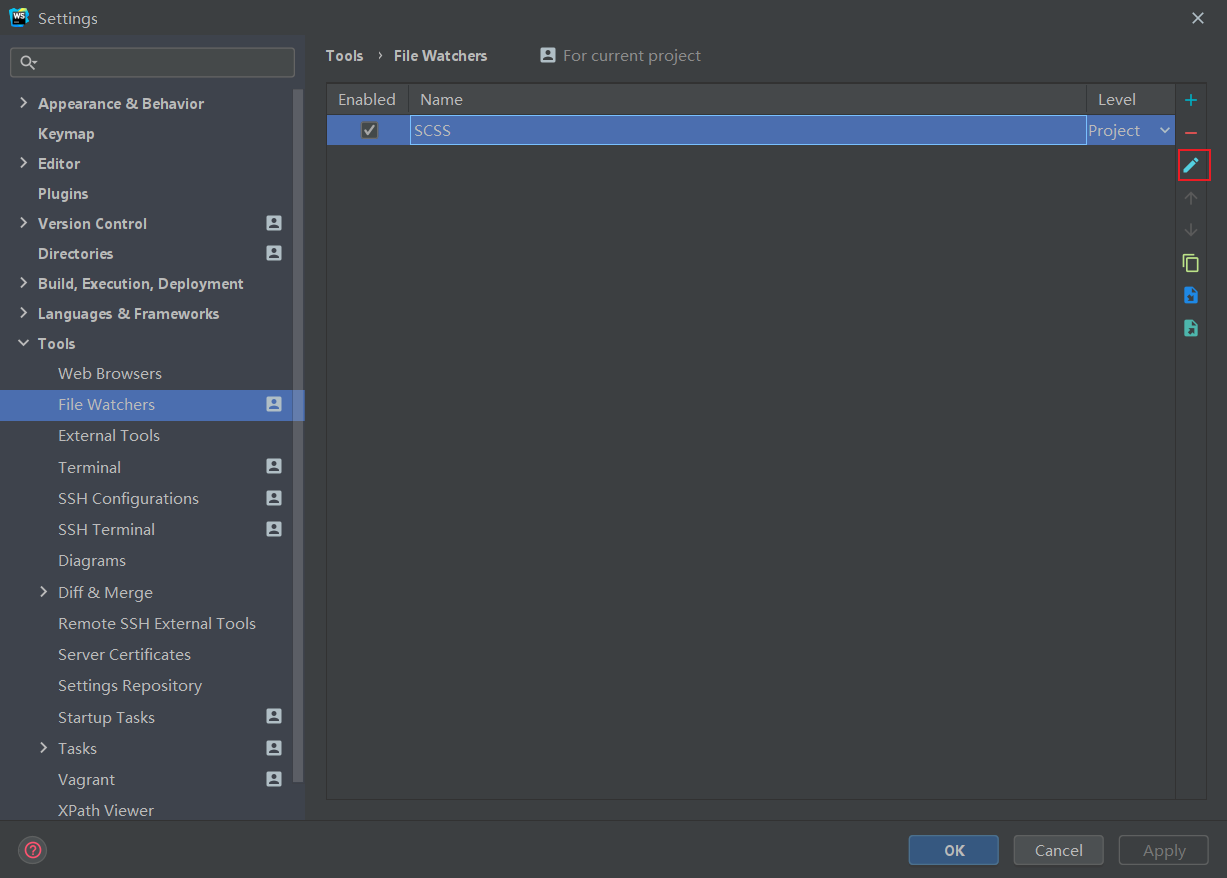 WS Settings
Tools › File Watchers For current project
Appearance & Behavior
Keymap
Editor
Plugins
Version Control
Directories
Build, Execution, Deployment
Languages & Frameworks
Tools
Web Browsers
File Watchers
External Tools
Terminal
SSH Configurations
SSH Terminal
Diagrams
Diff & Merge
Remote SSH External Tools
Server Certificates
Settings Repository
Startup Tasks
Tasks
Vagrant
XPath Viewer
Enabled Name Level
SCSS Project
?
OK Cancel Apply